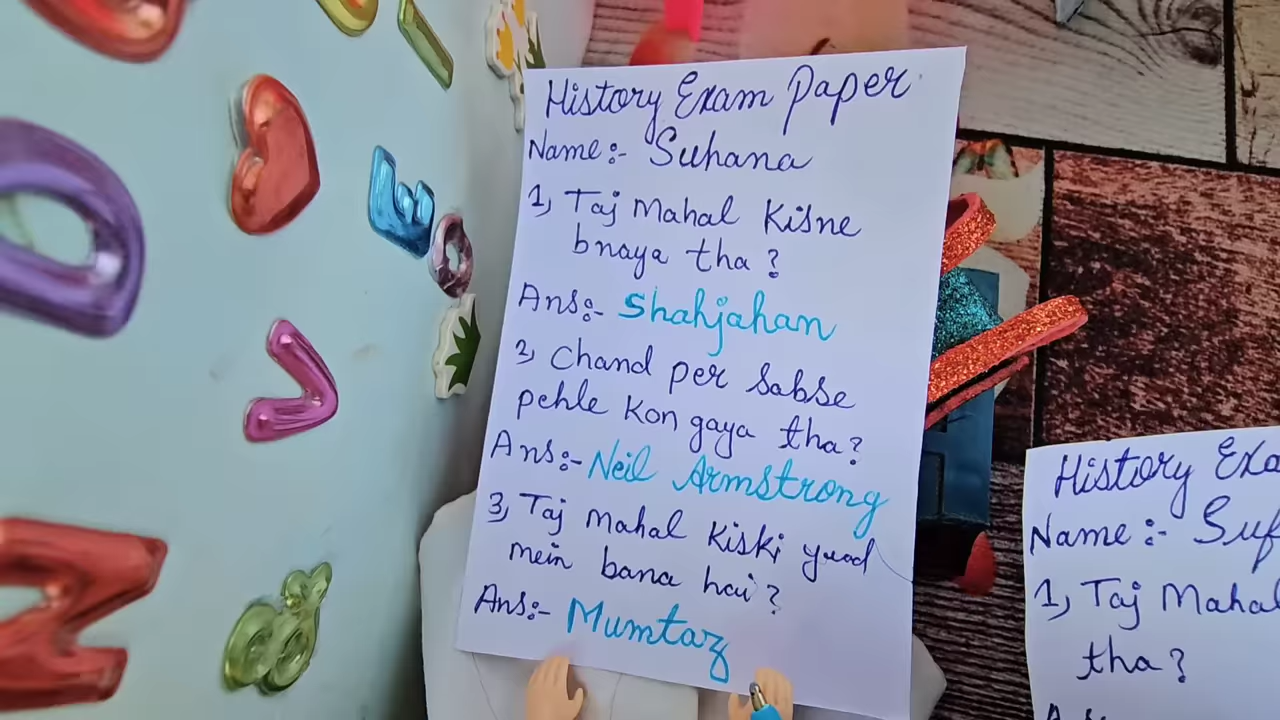 History Exam Paper
Name:- Suhana
1, Taj Mahal Kisne
bnaya tha?
Ans:- Shahjahan
2, Chand per Sabse
pehle Kon gaya tha?
Ans:- Neil Armstrong
3, Taj Mahal Kiski yaad
mein bana hai?
Ans:- Mumtaz
History Exa
Name:- Suf
1, Taj Mahal
tha?